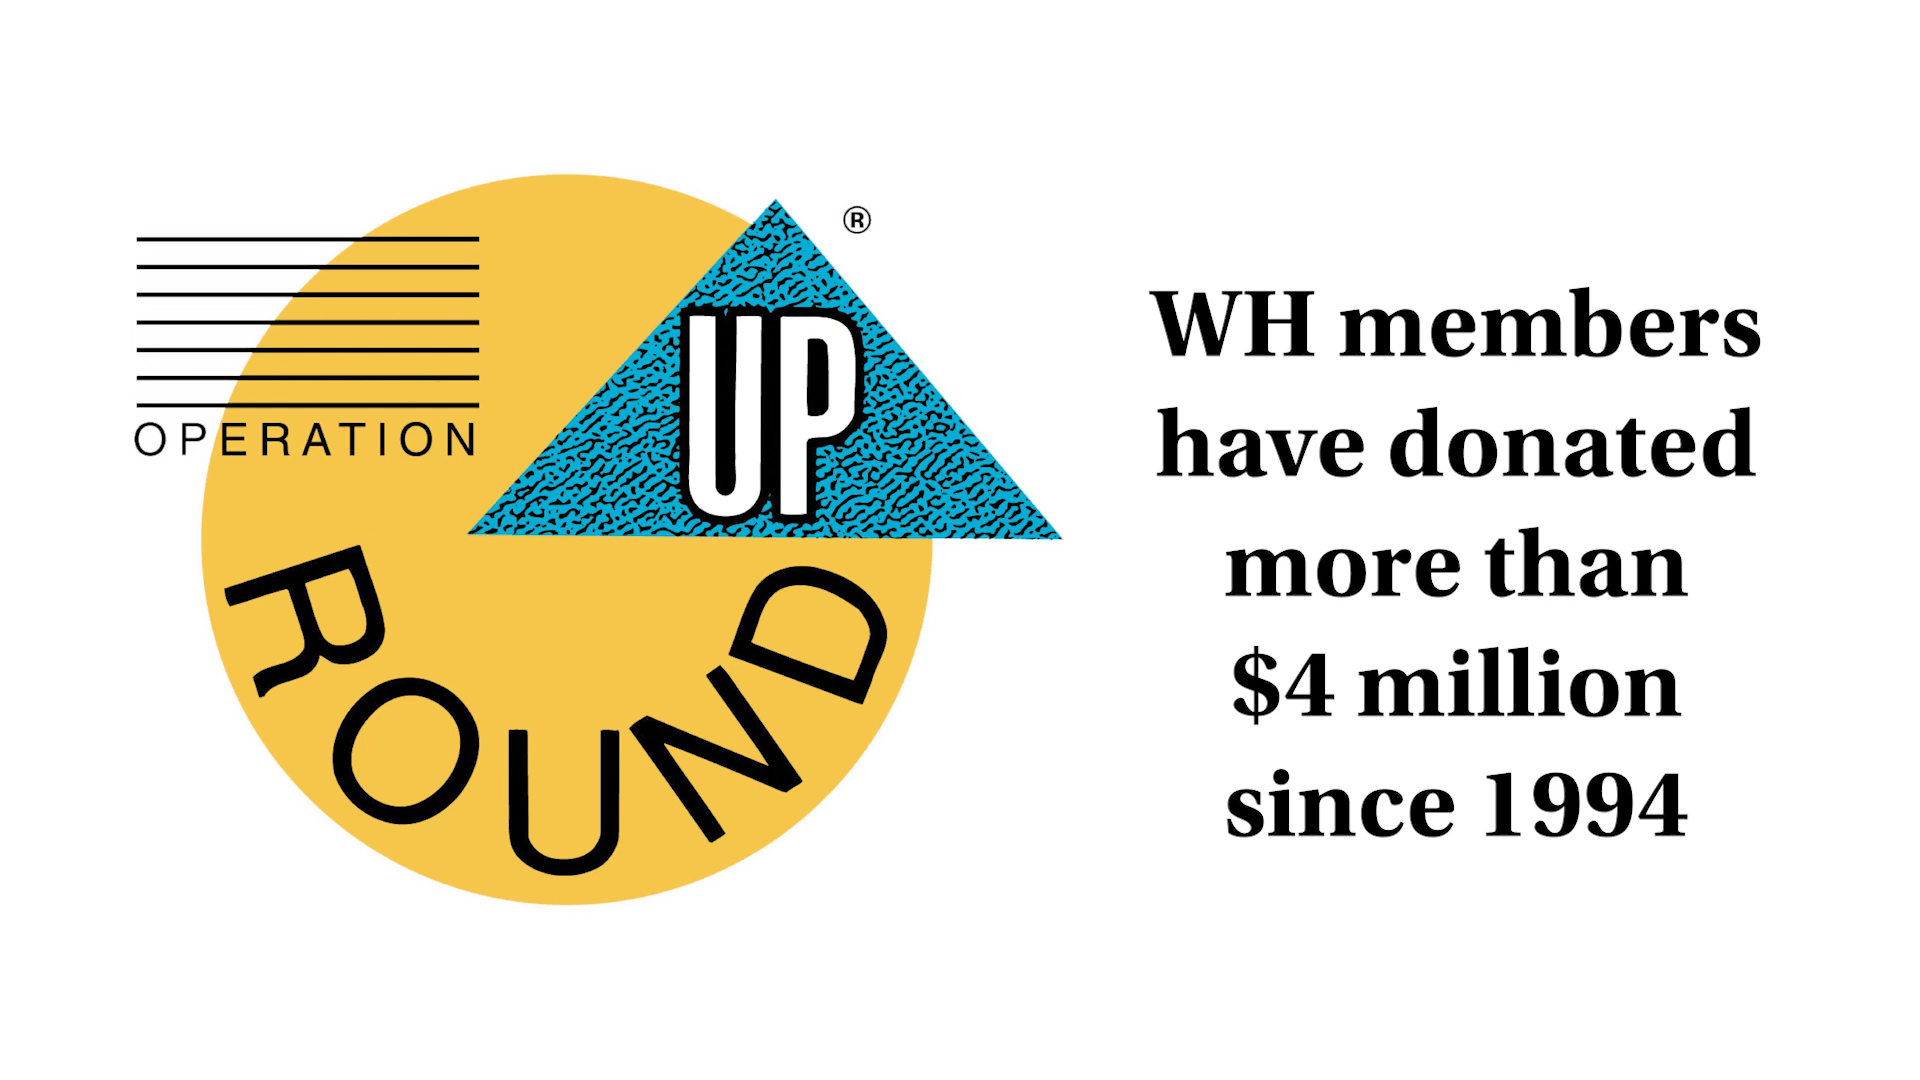 OPERATION
ROUND
UP
®
WH members
have donated
more than
$4 million
since 1994